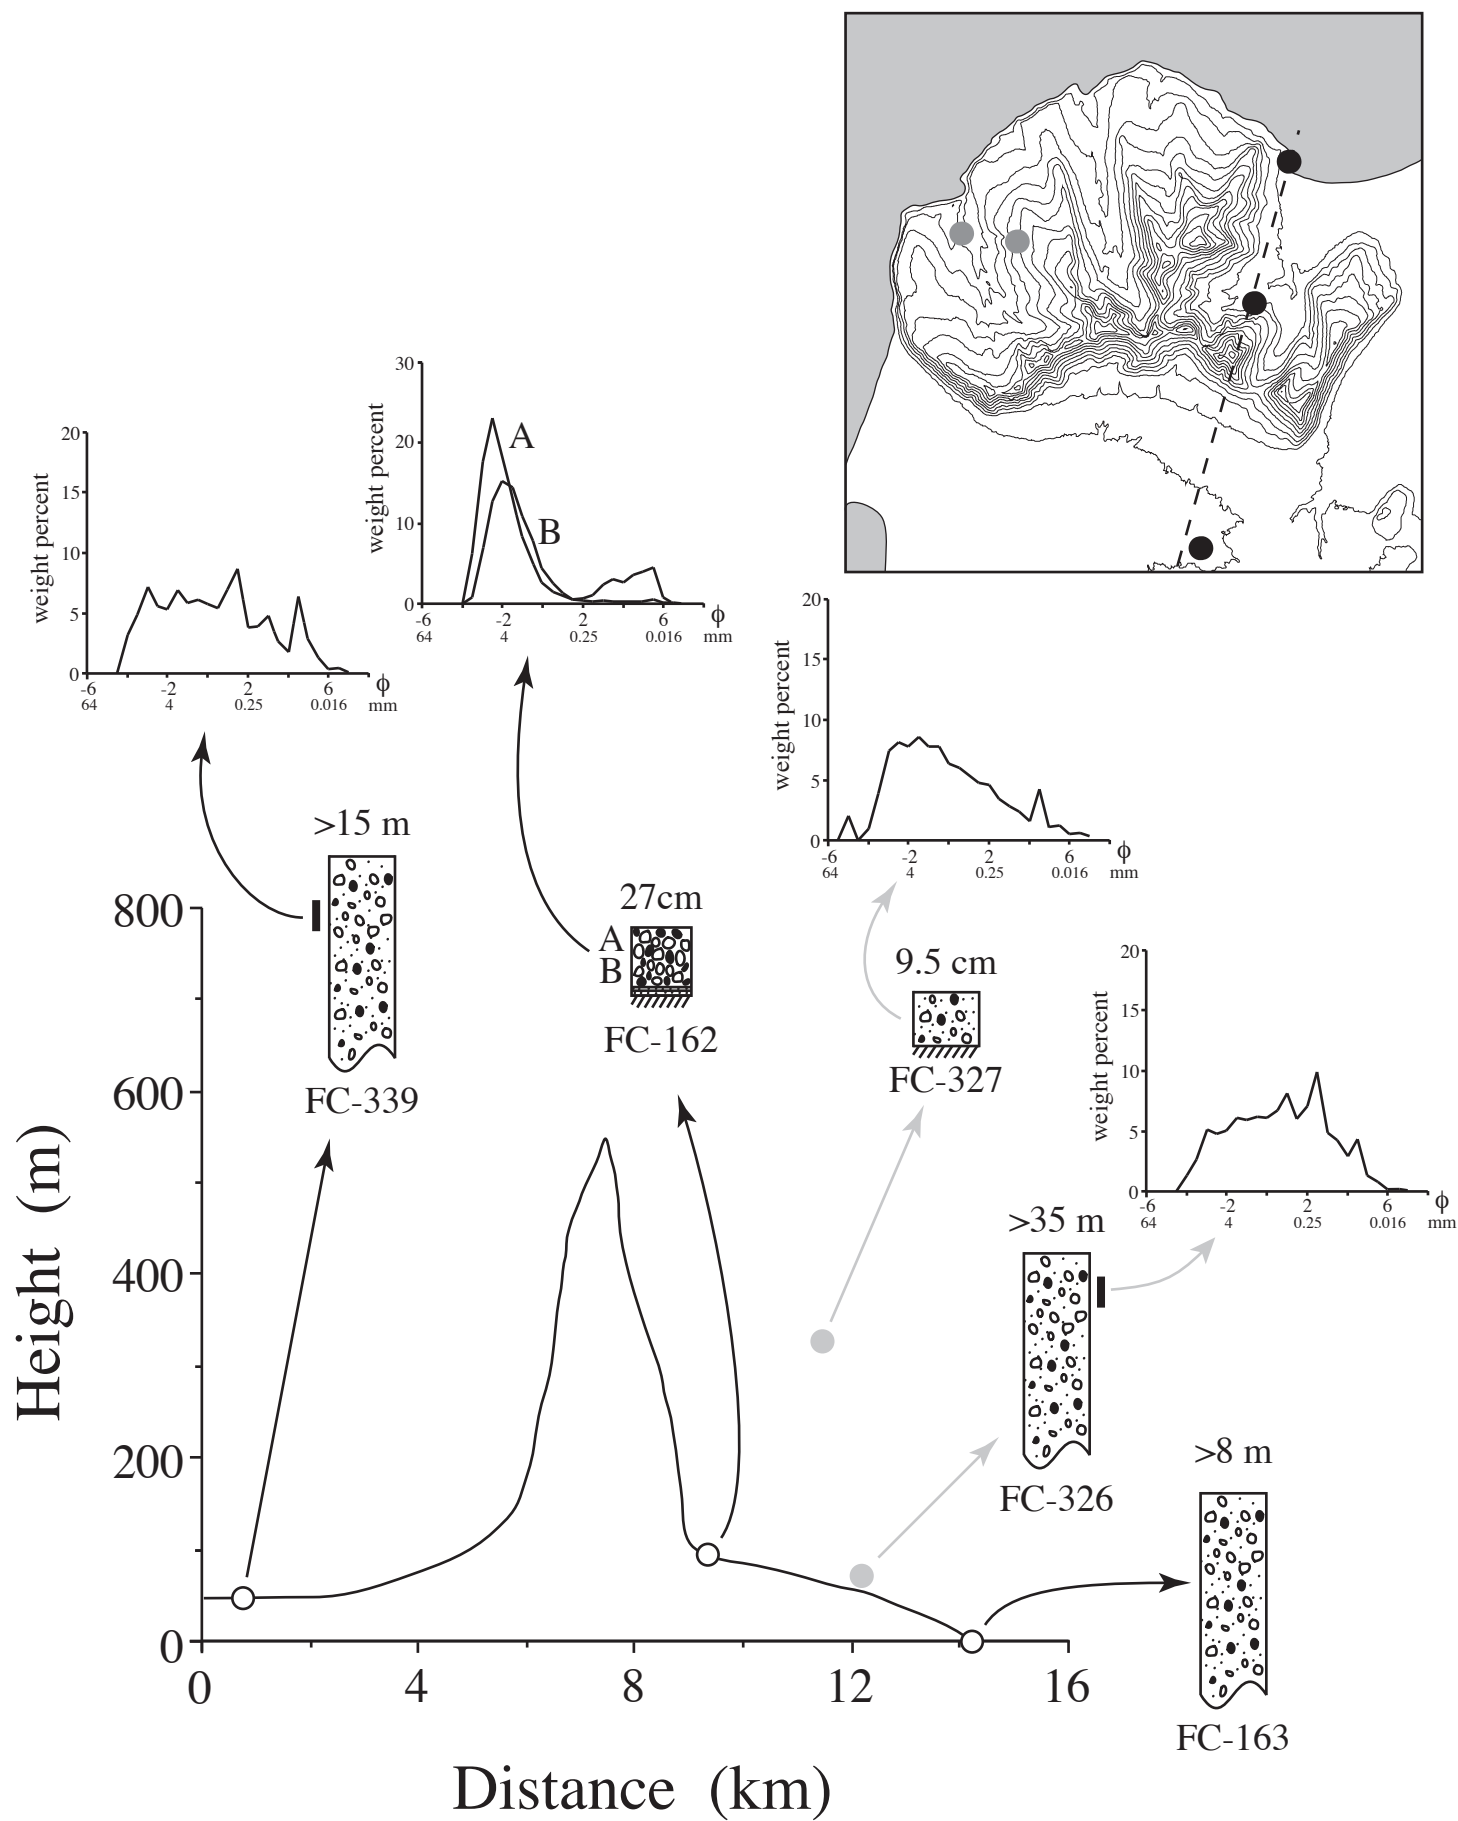 30
20
10
0
weight percent
A
B
-6 -2 2 6 ϕ
64 4 0.25 0.016 mm
20
15
10
5
0
weight percent
-6 -2 2 6 ϕ
64 4 0.25 0.016 mm
20
15
10
5
0
weight percent
-6 -2 2 6 ϕ
64 4 0.25 0.016 mm
20
15
10
5
0
weight percent
-6 -2 2 6 ϕ
64 4 0.25 0.016 mm
>15 m
FC-339
27cm
A
B
FC-162
9.5 cm
FC-327
>35 m
FC-326
>8 m
FC-163
800
600
400
200
0
Height (m)
0 4 8 12 16
Distance (km)